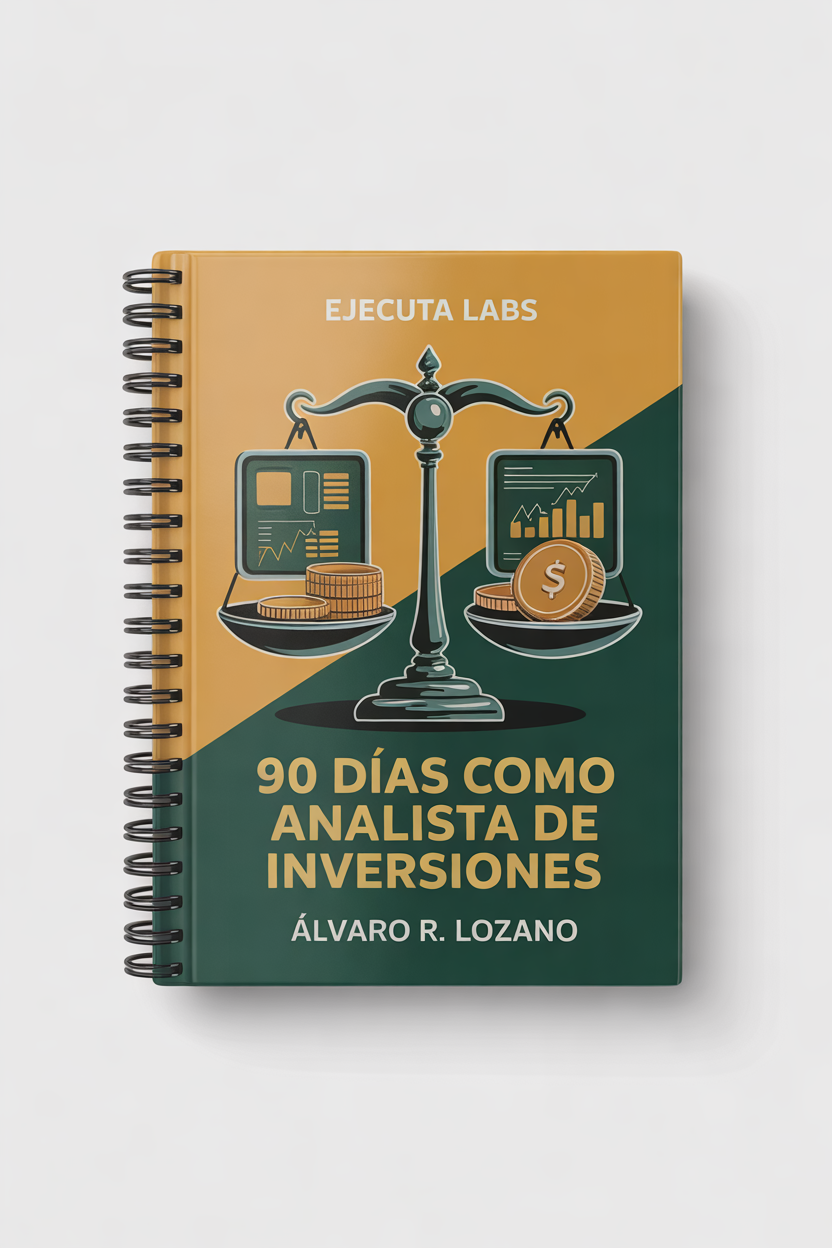 EJECUTA LABS
$
90 DÍAS COMO
ANALISTA DE
INVERSIONES
ÁLVARO R. LOZANO